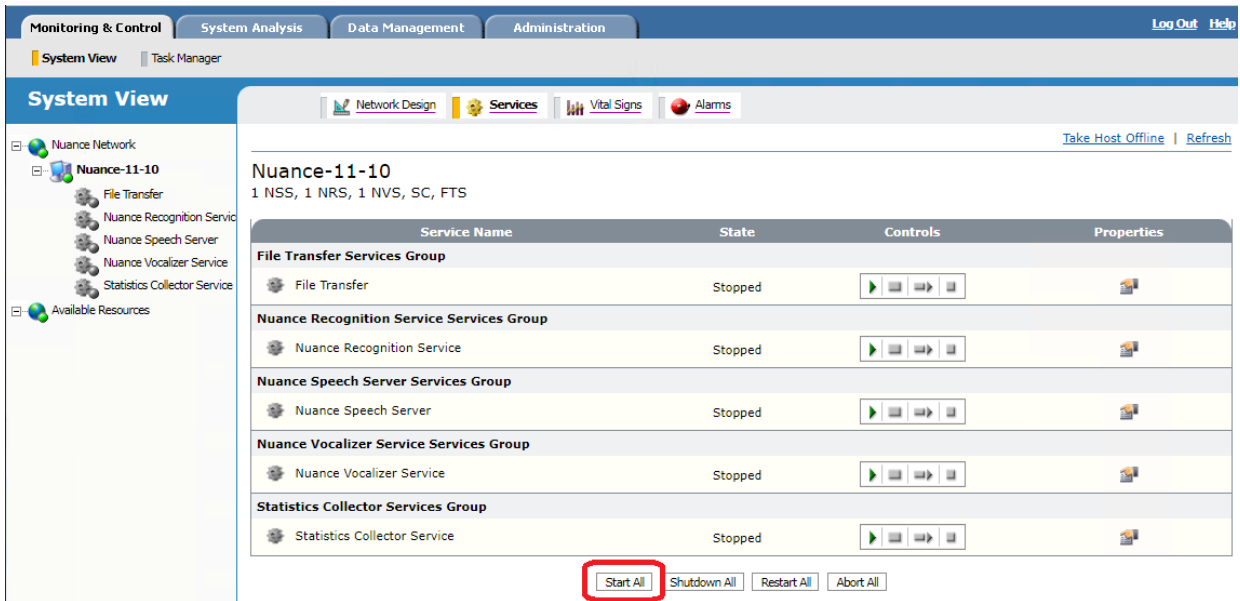 Monitoring & Control System Analysis Data Management Administration Log Out Help
System View Task Manager
System View
Network Design Services Vital Signs Alarms
Take Host Offline | Refresh
Nuance Network
Nuance-11-10
File Transfer
Nuance Recognition Servic
Nuance Speech Server
Nuance Vocalizer Service
Statistics Collector Service
Available Resources
Nuance-11-10
1 NSS, 1 NRS, 1 NVS, SC, FTS
Service Name State Controls Properties
File Transfer Services Group
File Transfer Stopped
Nuance Recognition Service Services Group
Nuance Recognition Service Stopped
Nuance Speech Server Services Group
Nuance Speech Server Stopped
Nuance Vocalizer Service Services Group
Nuance Vocalizer Service Stopped
Statistics Collector Services Group
Statistics Collector Service Stopped
Start All Shutdown All Restart All Abort All